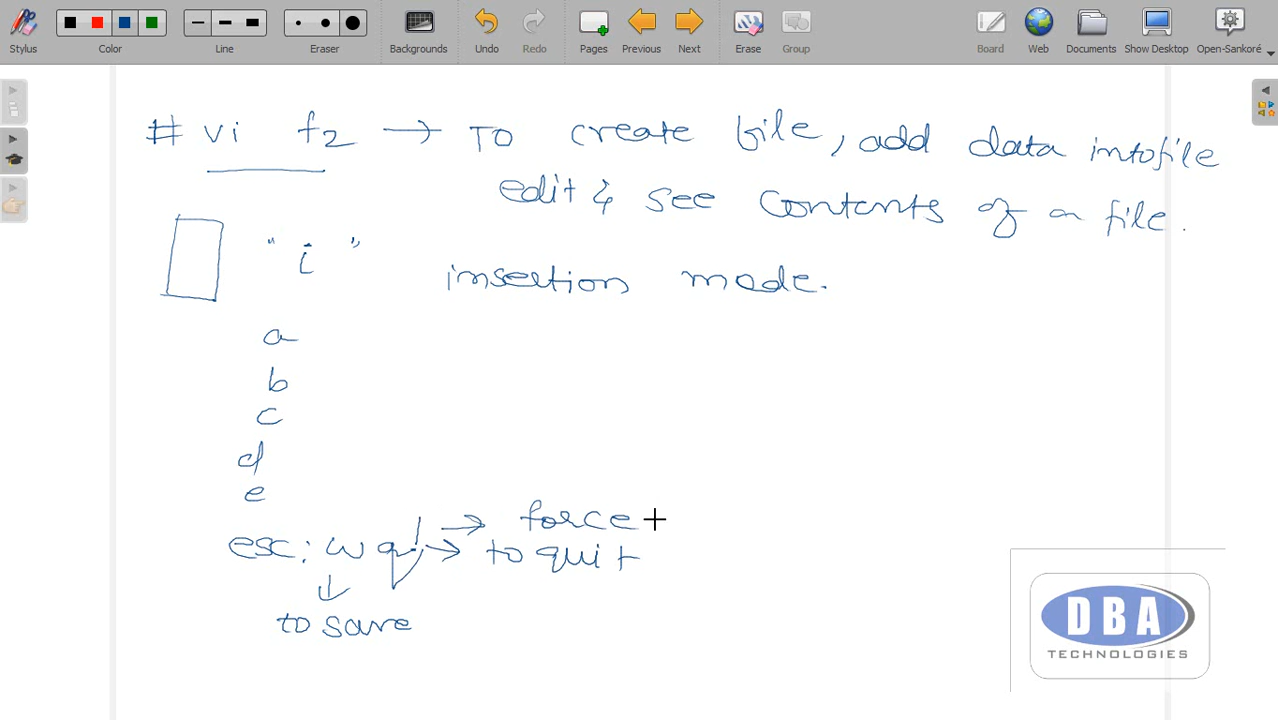 Stylus Color Line Eraser Backgrounds Undo Redo Pages Previous Next Erase Group Board Web Documents Show Desktop Open-Sankoré
# vi f2 → To create file, add data into file
edit & see contents of a file.
"i" insertion mode.
a
b
c
d
e
→ force
esc: wq! → to quit
↓
to save
DBA
TECHNOLOGIES